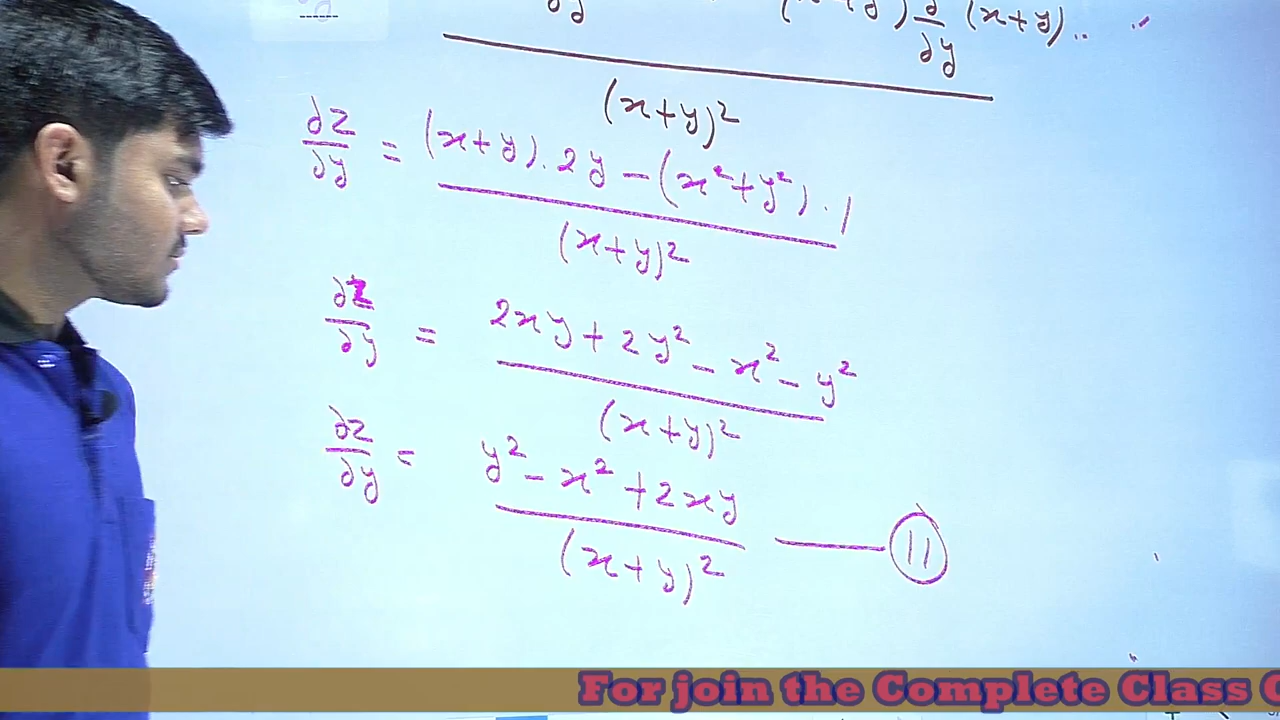 ∂y (x+y) ∂/∂y (x+y)..
(x+y)²
∂z/∂y = (x+y).2y - (x²+y²).1
(x+y)²
∂z/∂y = 2xy + 2y² - x² - y²
(x+y)²
∂z/∂y = y² - x² + 2xy
(x+y)² —— (11)
For join the Complete Class C